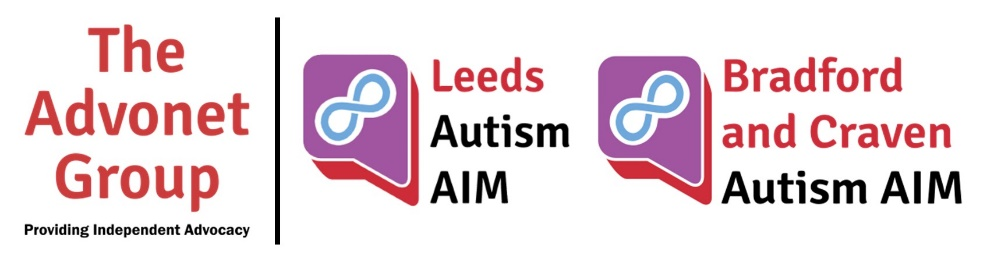 The
Advonet
Group
Providing Independent Advocacy
Leeds
Autism
AIM
Bradford
and Craven
Autism AIM